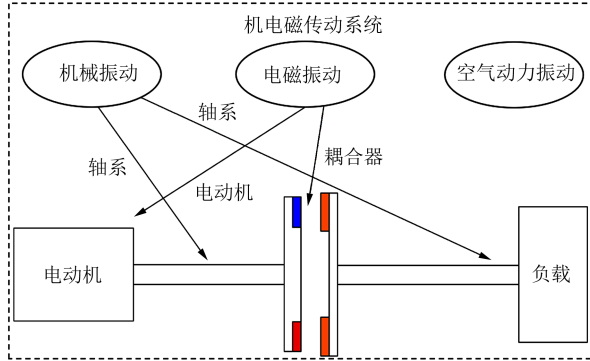 机电磁传动系统
机械振动
电磁振动
空气动力振动
轴系
耦合器
轴系
电动机
电动机
负载